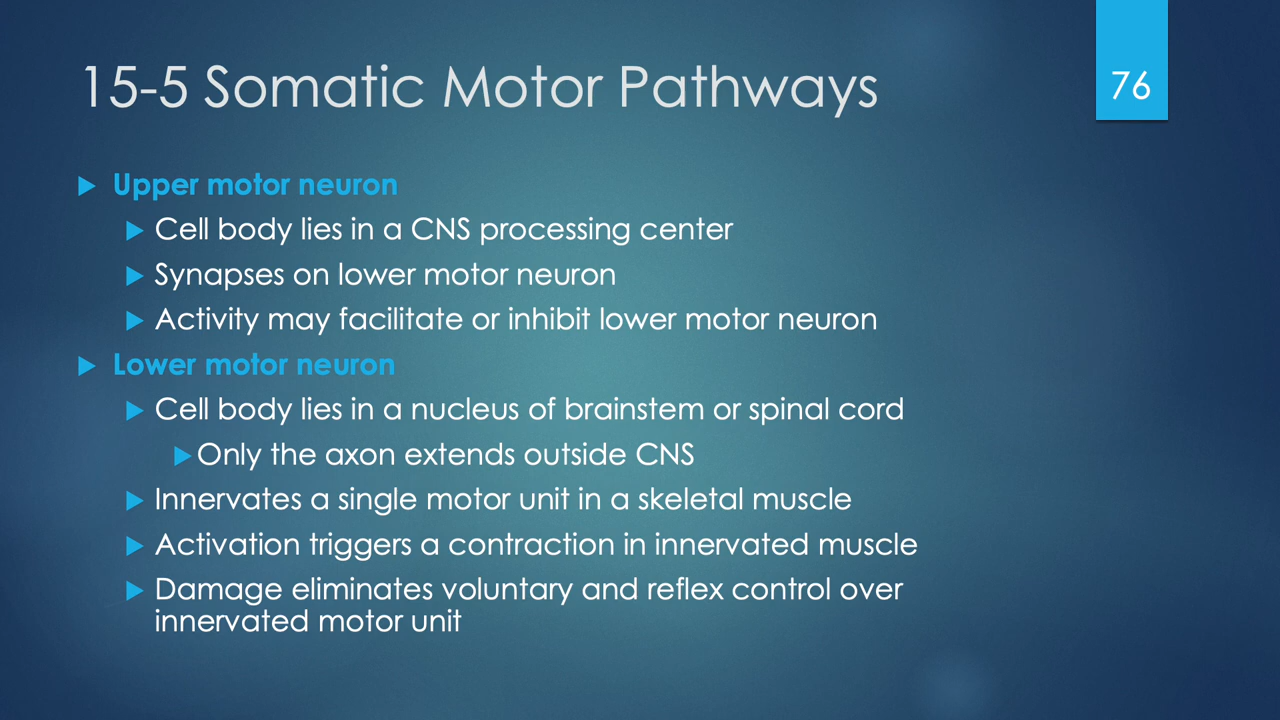 15-5 Somatic Motor Pathways
76
Upper motor neuron
Cell body lies in a CNS processing center
Synapses on lower motor neuron
Activity may facilitate or inhibit lower motor neuron
Lower motor neuron
Cell body lies in a nucleus of brainstem or spinal cord
Only the axon extends outside CNS
Innervates a single motor unit in a skeletal muscle
Activation triggers a contraction in innervated muscle
Damage eliminates voluntary and reflex control over
innervated motor unit